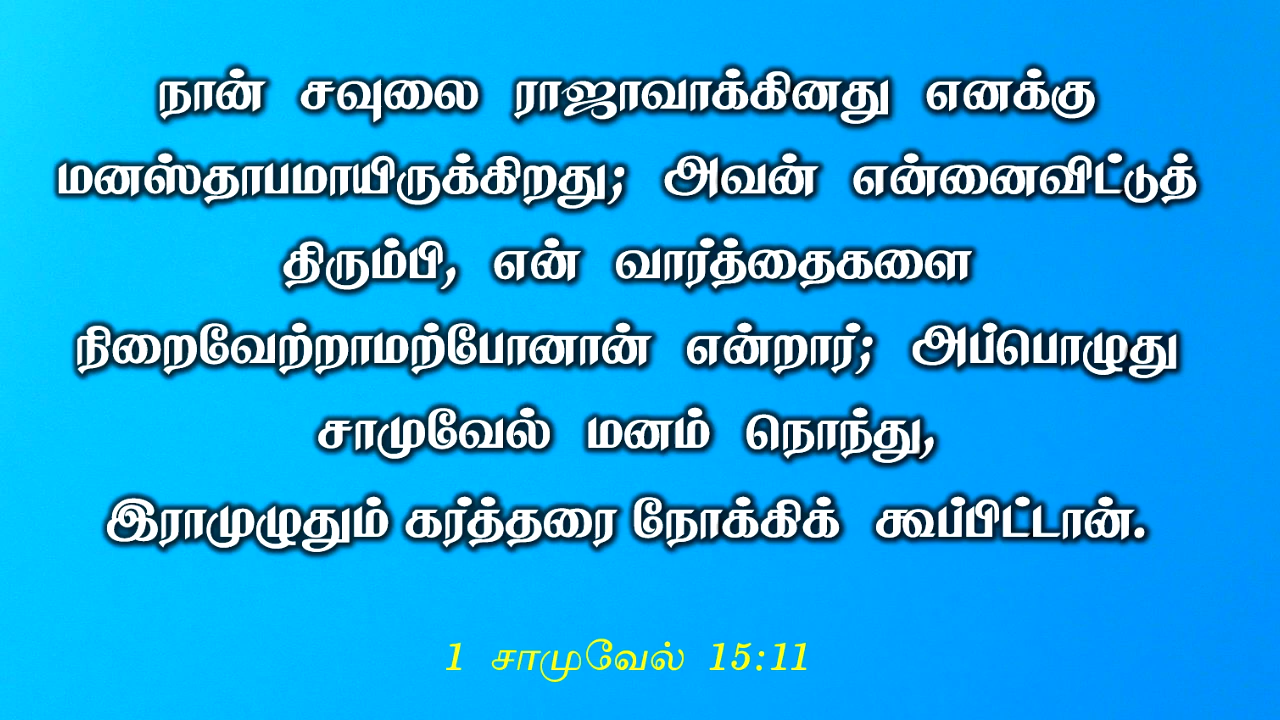 நான் சவுலை ராஜாவாக்கினது எனக்கு
மனஸ்தாபமாயிருக்கிறது; அவன் என்னைவிட்டுத்
திரும்பி, என் வார்த்தைகளை
நிறைவேற்றாமற்போனான் என்றார்; அப்பொழுது
சாமுவேல் மனம் நொந்து,
இராமுழுதும் கர்த்தரை நோக்கிக் கூப்பிட்டான்.
1 சாமுவேல் 15:11